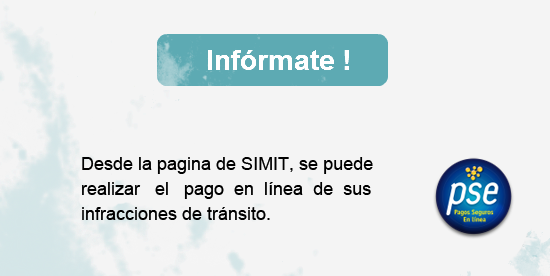 Infórmate !
Desde la pagina de SIMIT, se puede
realizar el pago en línea de sus
infracciones de tránsito.
pse
Pagos Seguros
En línea